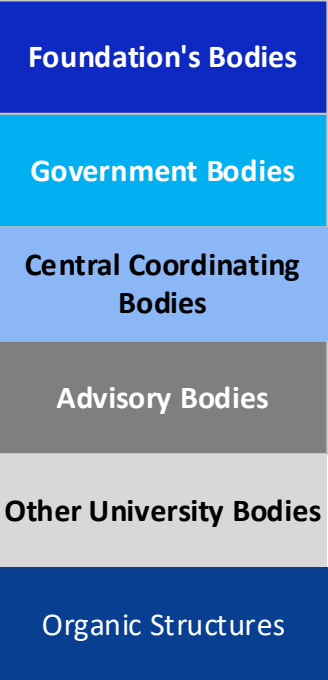 Foundation's Bodies
Government Bodies
Central Coordinating
Bodies
Advisory Bodies
Other University Bodies
Organic Structures